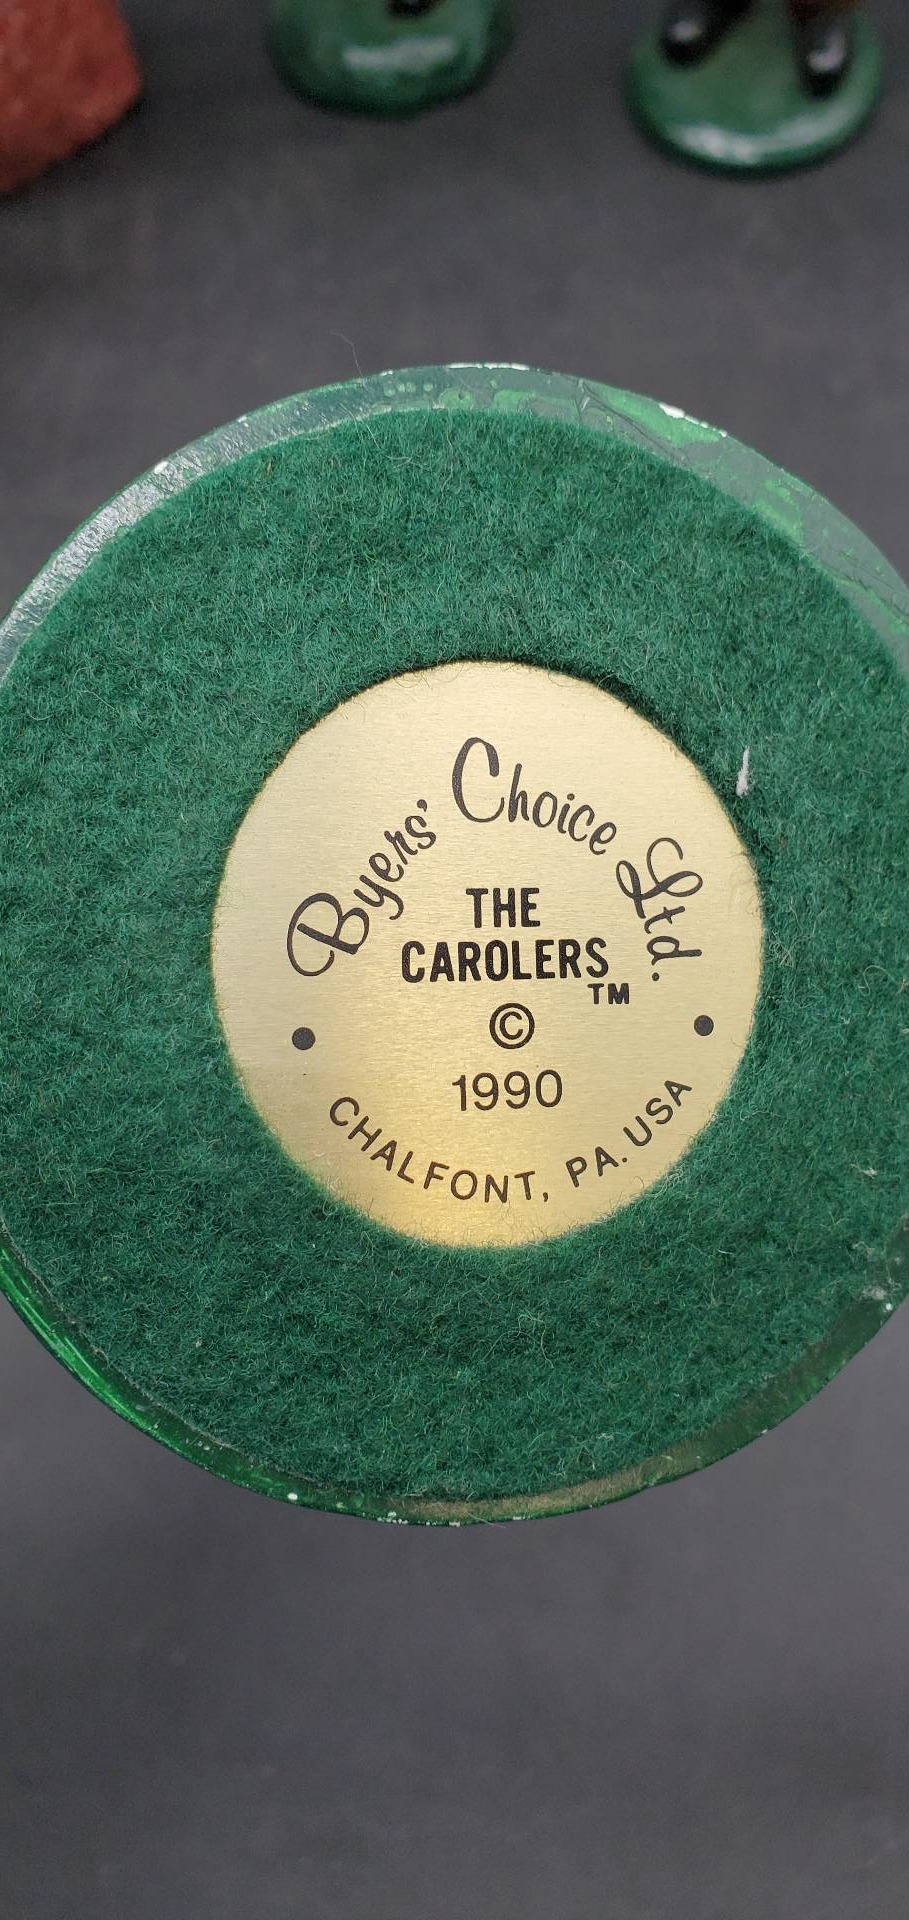 Byers' Choice Ltd.
THE
CAROLERS
TM
©
1990
CHALFONT, PA. USA